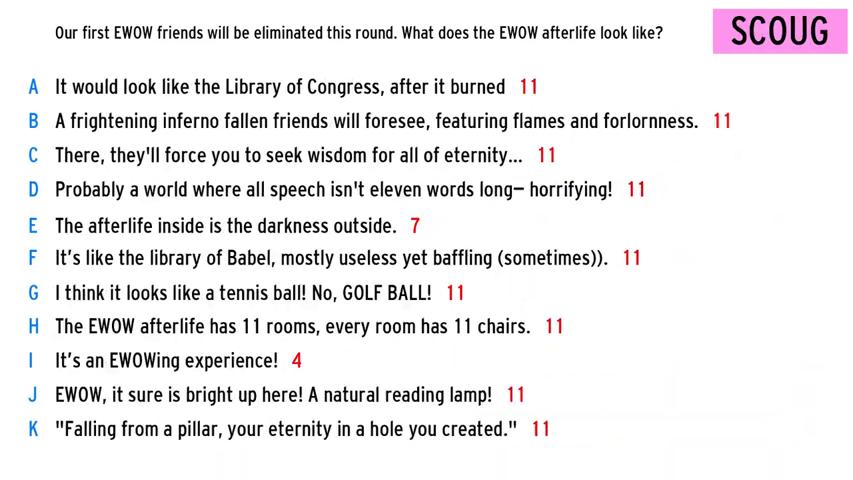 Our first EWOW friends will be eliminated this round. What does the EWOW afterlife look like?
SCOUG
A It would look like the Library of Congress, after it burned 11
B A frightening inferno fallen friends will foresee, featuring flames and forlornness. 11
C There, they'll force you to seek wisdom for all of eternity... 11
D Probably a world where all speech isn't eleven words long— horrifying! 11
E The afterlife inside is the darkness outside. 7
F It’s like the library of Babel, mostly useless yet baffling (sometimes)). 11
G I think it looks like a tennis ball! No, GOLF BALL! 11
H The EWOW afterlife has 11 rooms, every room has 11 chairs. 11
I It’s an EWOWing experience! 4
J EWOW, it sure is bright up here! A natural reading lamp! 11
K "Falling from a pillar, your eternity in a hole you created." 11